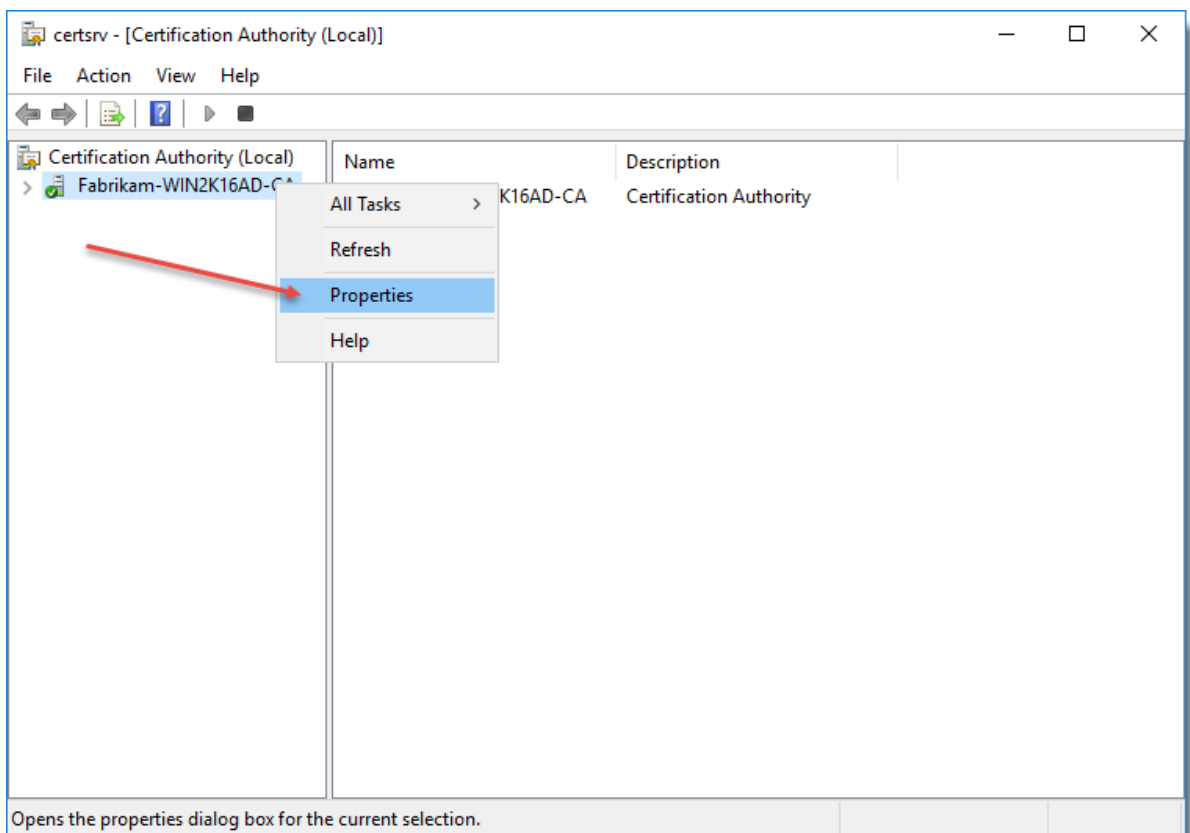 certsrv - [Certification Authority (Local)]
File Action View Help
Certification Authority (Local)
Fabrikam-WIN2K16AD-CA
Name Description
K16AD-CA Certification Authority
All Tasks
Refresh
Properties
Help
Opens the properties dialog box for the current selection.